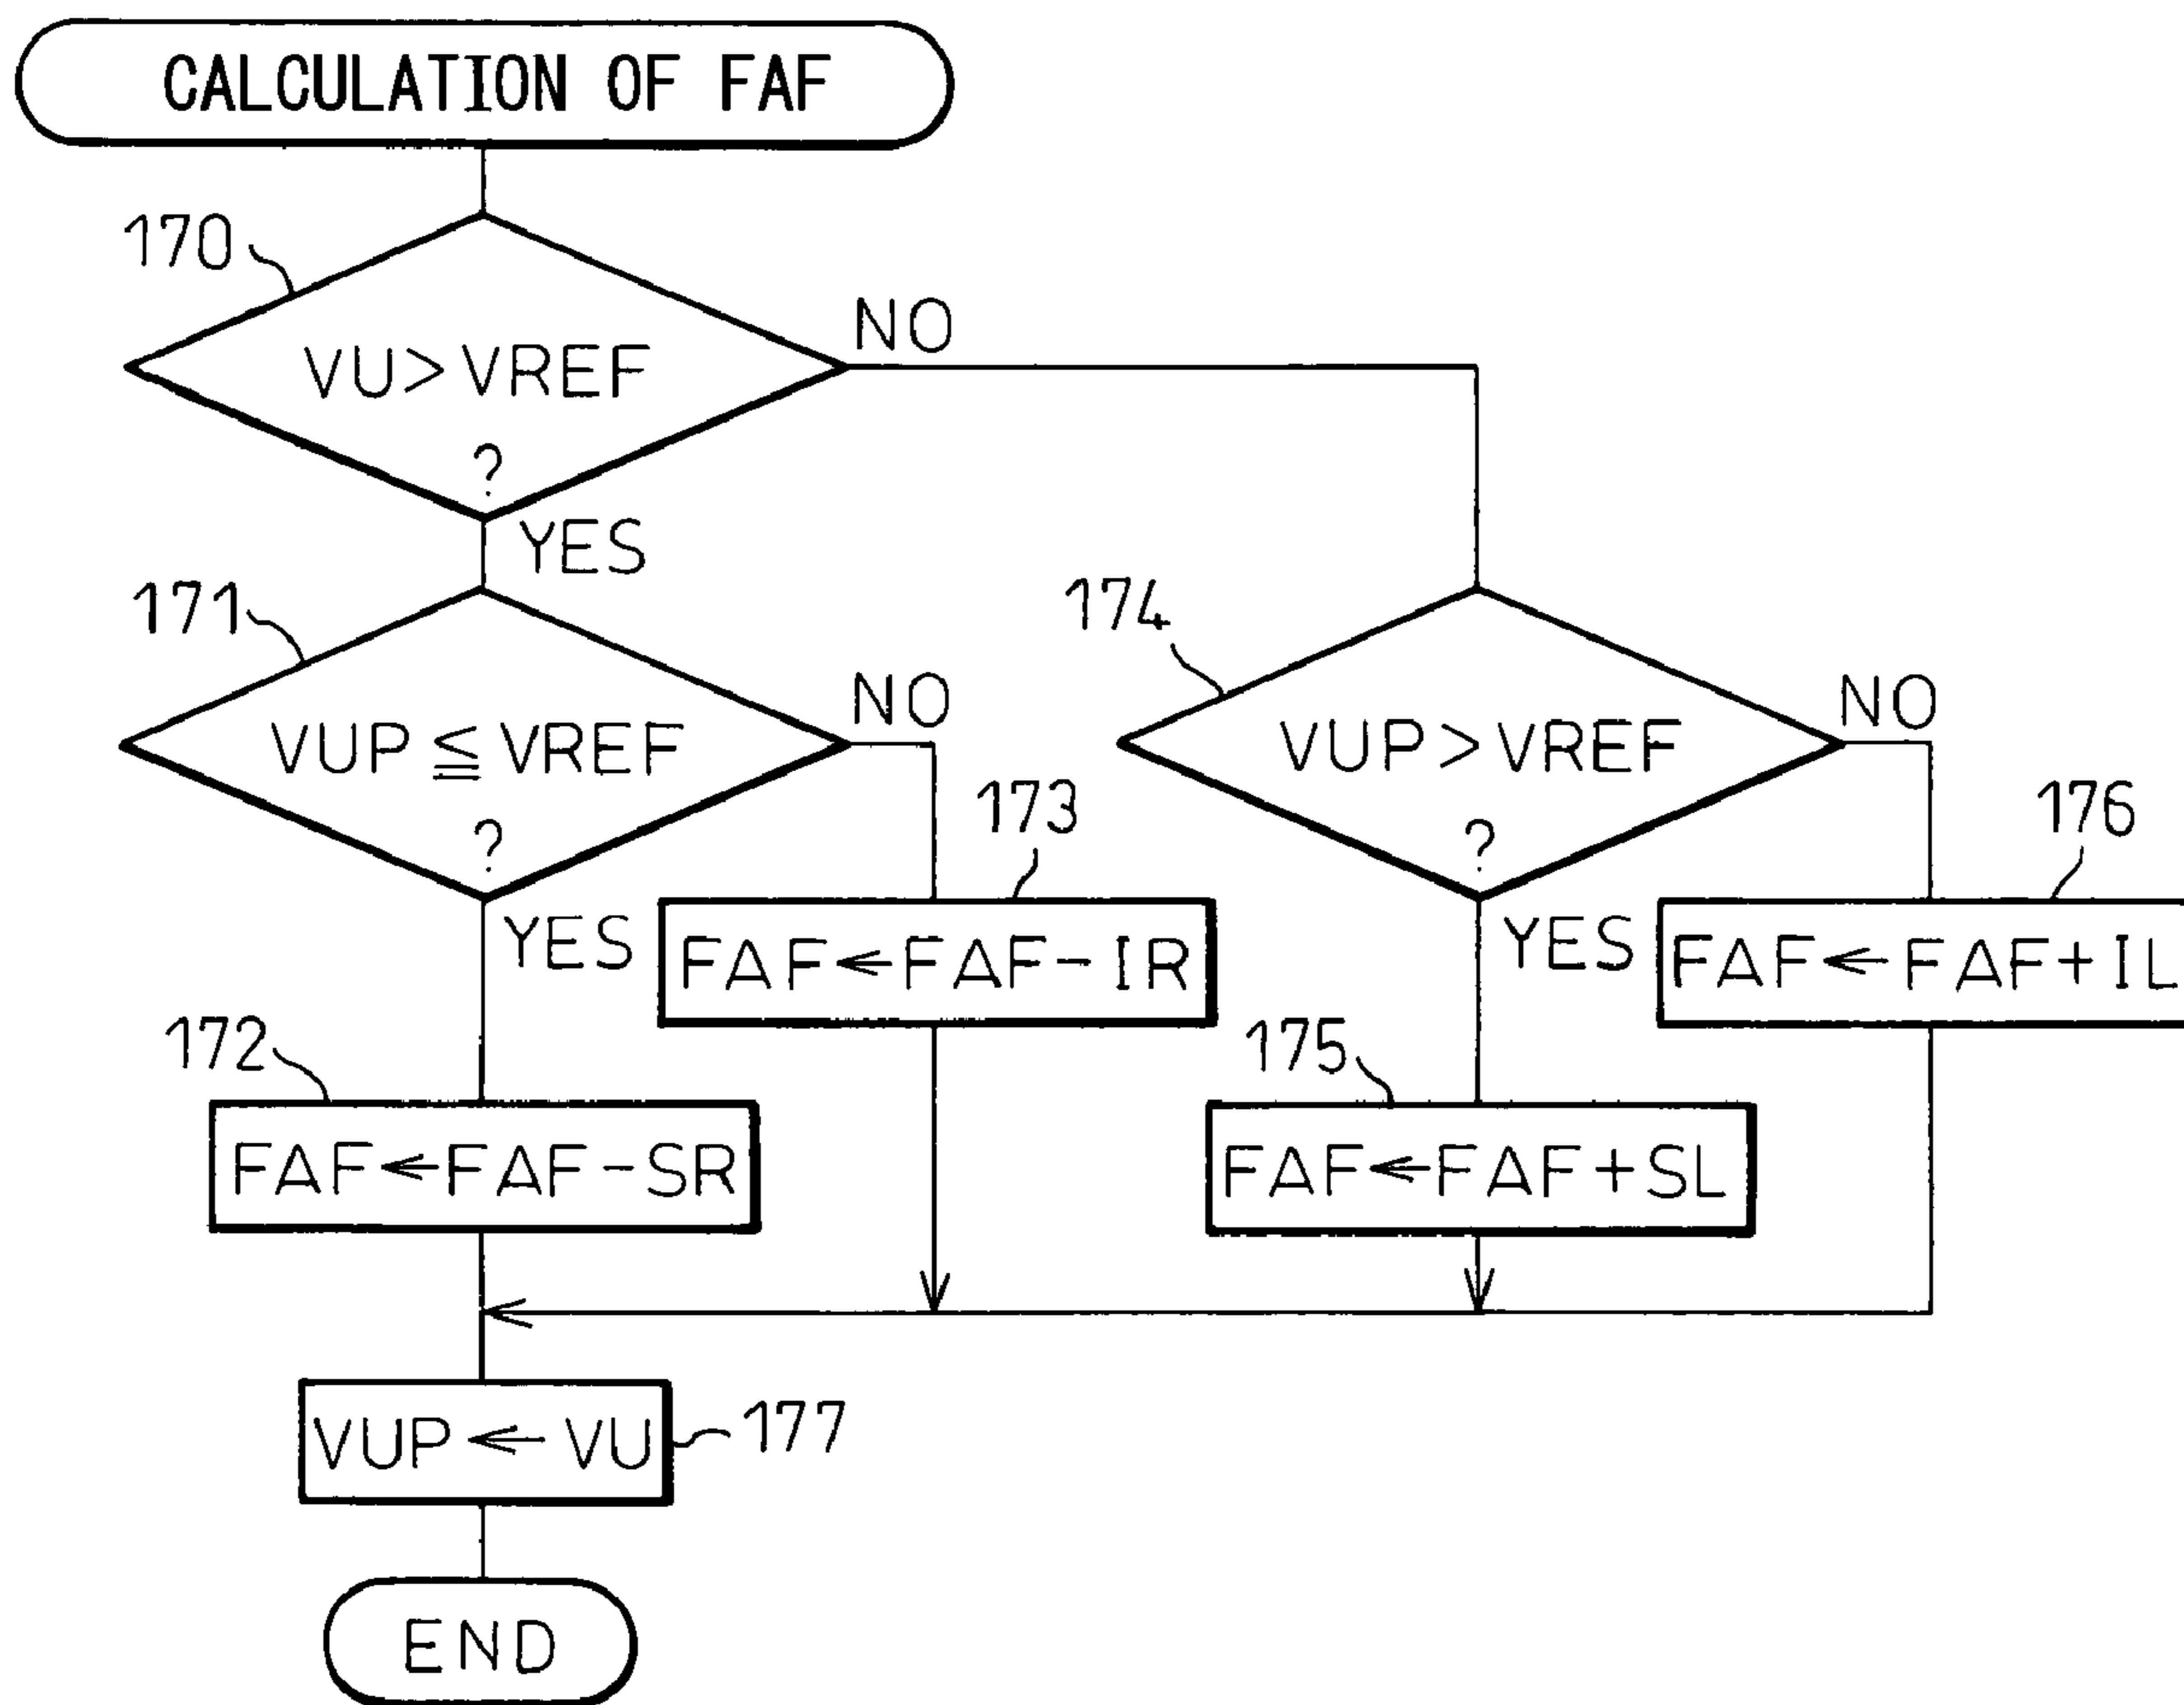 CALCULATION OF FAF
170
VU>VREF
?
NO
YES
171
VUP≦VREF
?
NO
YES
174
VUP>VREF
?
NO
YES
173
FAF←FAF-IR
176
FAF←FAF+IL
172
FAF←FAF-SR
175
FAF←FAF+SL
VUP←VU
177
END